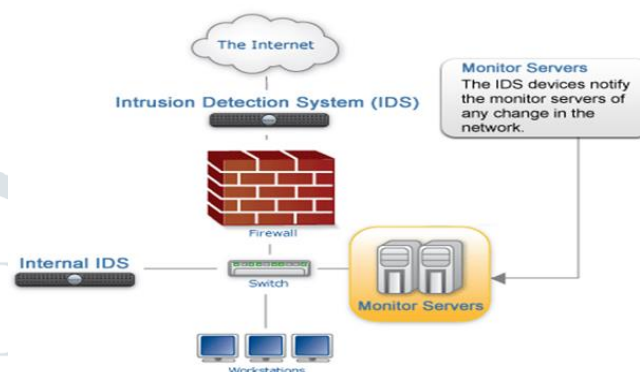 The Internet
Intrusion Detection System (IDS)
Monitor Servers
The IDS devices notify
the monitor servers of
any change in the
network.
Firewall
Internal IDS
Switch
Monitor Servers
Workstations